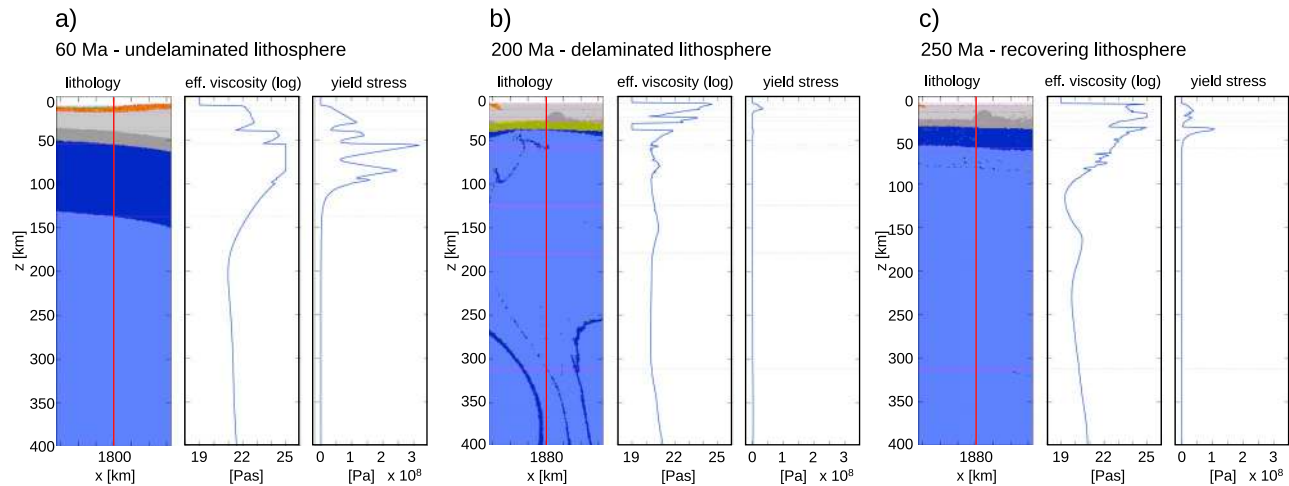 a)
60 Ma - undelaminated lithosphere
lithology
eff. viscosity (log)
yield stress
0
50
100
150
200
250
300
350
400
z [km]
1800
x [km]
19 22 25
[Pas]
0 1 2 3
[Pa] x 10⁸
b)
200 Ma - delaminated lithosphere
lithology
eff. viscosity (log)
yield stress
0
50
100
150
200
250
300
350
400
z [km]
1880
x [km]
19 22 25
[Pas]
0 1 2 3
[Pa] x 10⁸
c)
250 Ma - recovering lithosphere
lithology
eff. viscosity (log)
yield stress
0
50
100
150
200
250
300
350
400
z [km]
1880
x [km]
19 22 25
[Pas]
0 1 2 3
[Pa] x 10⁸